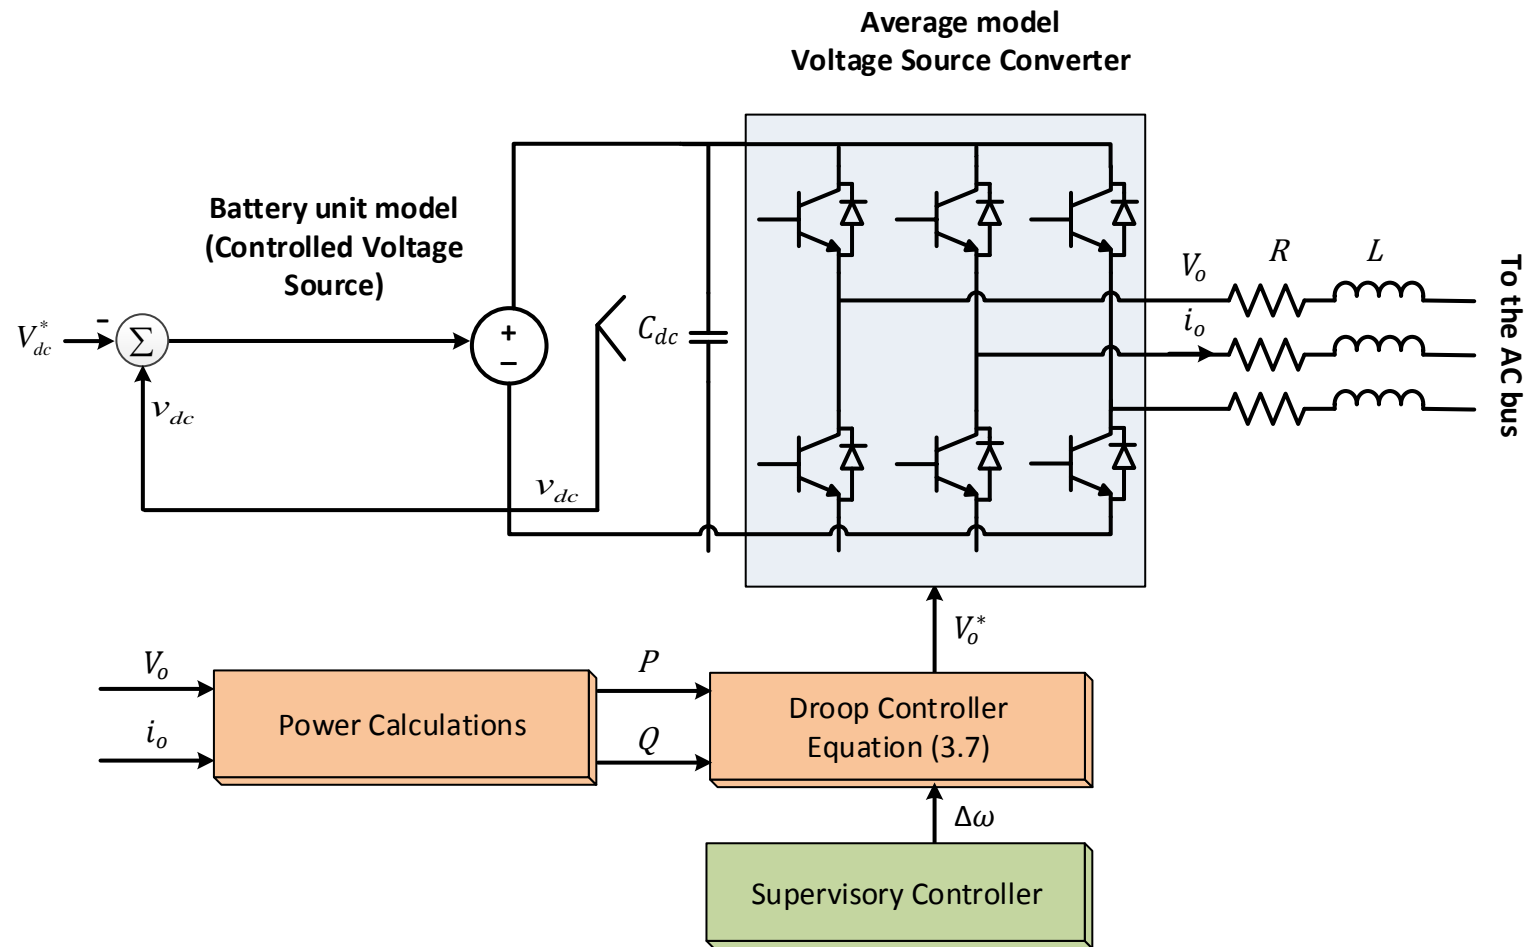 Average model
Voltage Source Converter
Battery unit model
(Controlled Voltage
Source)
V*dc
−
Σ
vdc
vdc
+
−
Cdc
Vo
R
L
io
To the AC bus
Vo*
Vo
io
Power Calculations
P
Q
Droop Controller
Equation (3.7)
Δω
Supervisory Controller